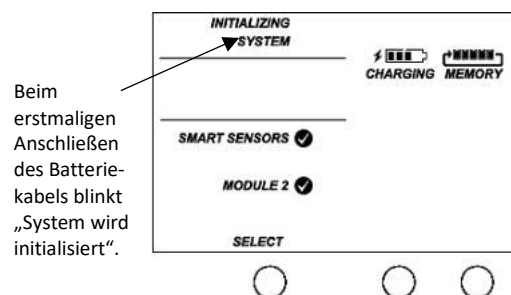 INITIALIZING
SYSTEM
CHARGING MEMORY
Beim
erstmaligen
Anschließen
des Batterie-
kabels blinkt
„System wird
initialisiert“.
SMART SENSORS
MODULE 2
SELECT